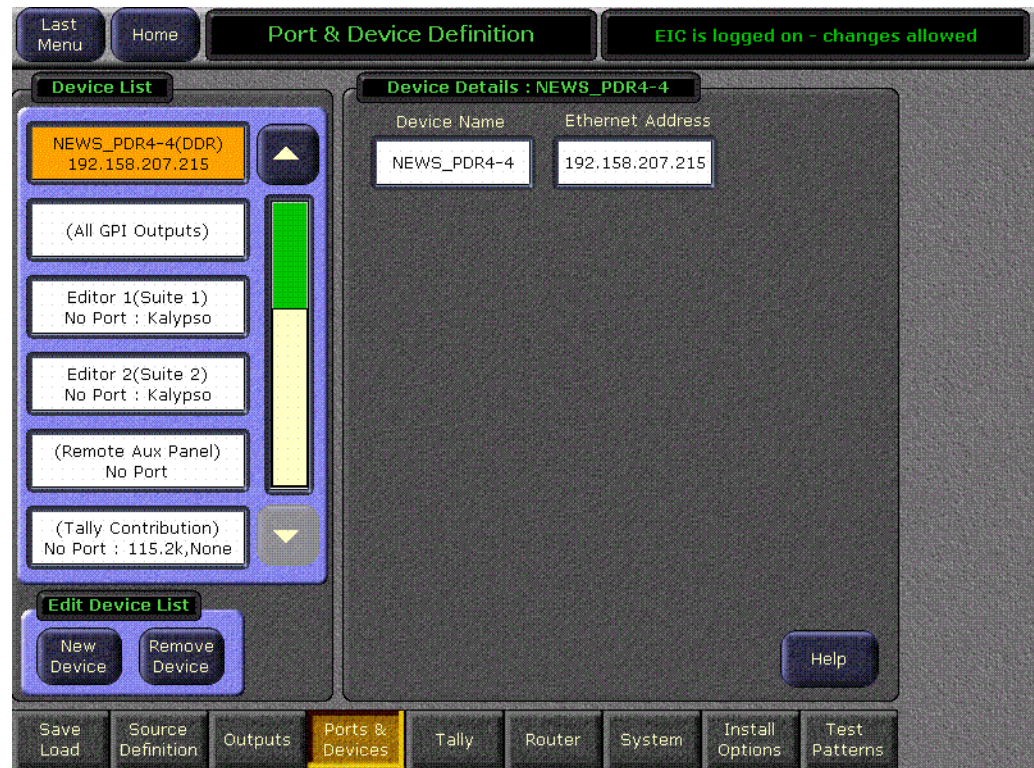 Last
Menu
Home
Port & Device Definition
EIC is logged on - changes allowed
Device List
NEWS_PDR4-4(DDR)
192.158.207.215
(All GPI Outputs)
Editor 1(Suite 1)
No Port : Kalypso
Editor 2(Suite 2)
No Port : Kalypso
(Remote Aux Panel)
No Port
(Tally Contribution)
No Port : 115.2k,None
Edit Device List
New
Device
Remove
Device
Device Details : NEWS_PDR4-4
Device Name
Ethernet Address
NEWS_PDR4-4
192.158.207.215
Help
Save
Load
Source
Definition
Outputs
Ports &
Devices
Tally
Router
System
Install
Options
Test
Patterns